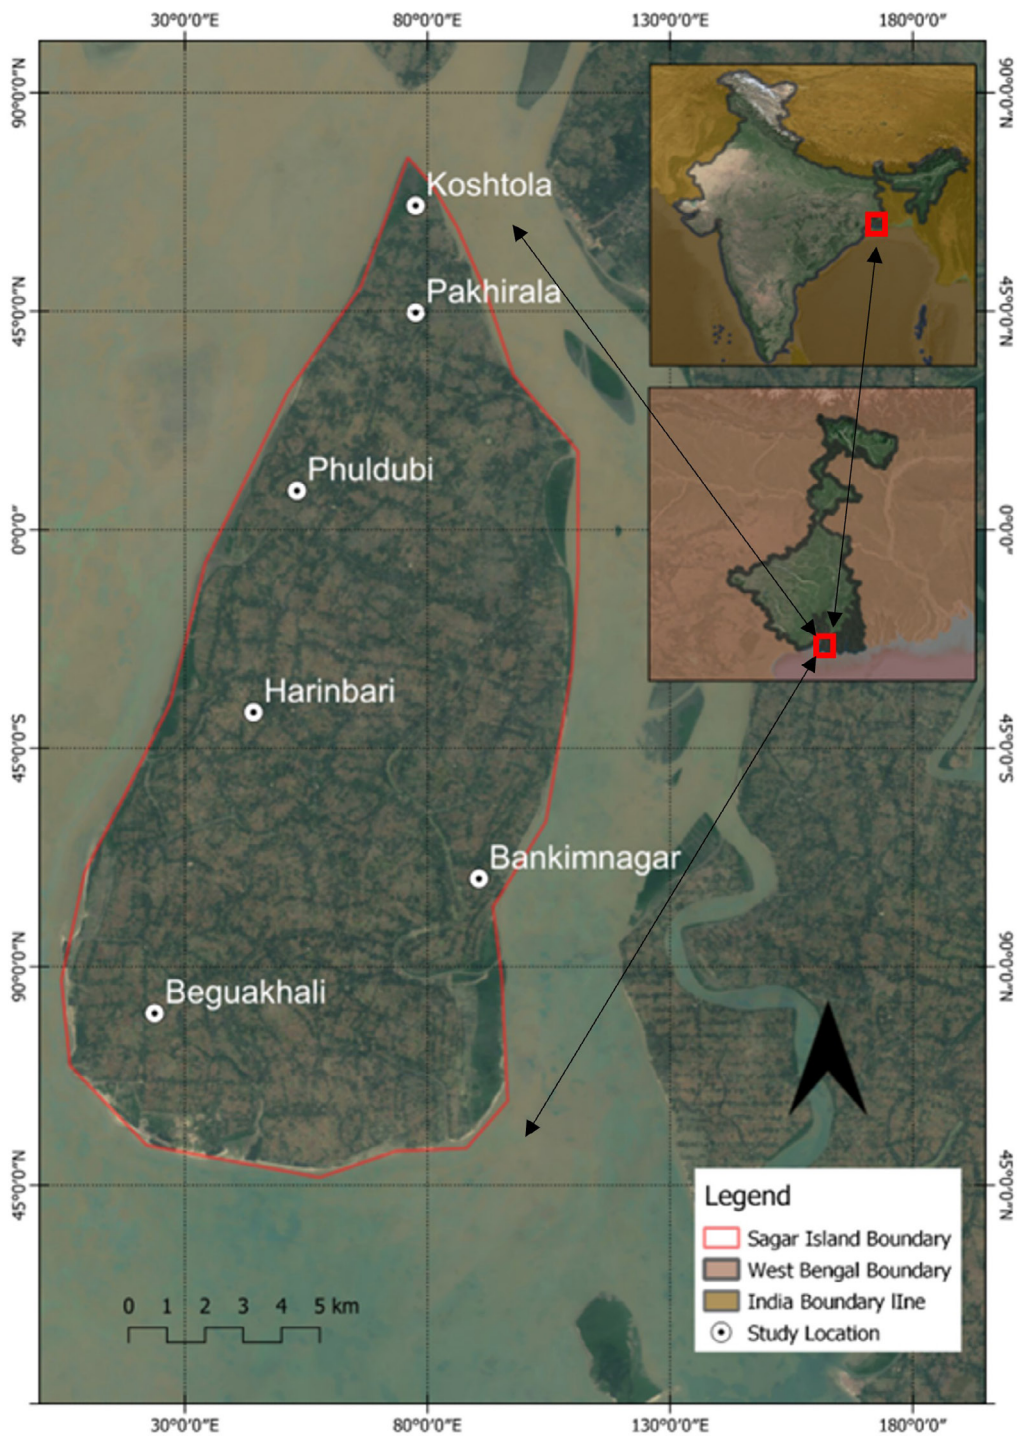 30°0'0"E 80°0'0"E 130°0'0"E 180°0'0"
90°0'0"N
90°0'0"N
Koshtola
Pakhirala
45°0'0"N
45°0'0"N
Phuldubi
0°0'0"
0°0'0"
Harinbari
45°0'0"S
45°0'0"S
Bankimnagar
90°0'0"N
90°0'0"N
Beguakhali
45°0'0"N
45°0'0"N
Legend
Sagar Island Boundary
West Bengal Boundary
India Boundary lIne
Study Location
0 1 2 3 4 5 km
30°0'0"E 80°0'0"E 130°0'0"E 180°0'0"